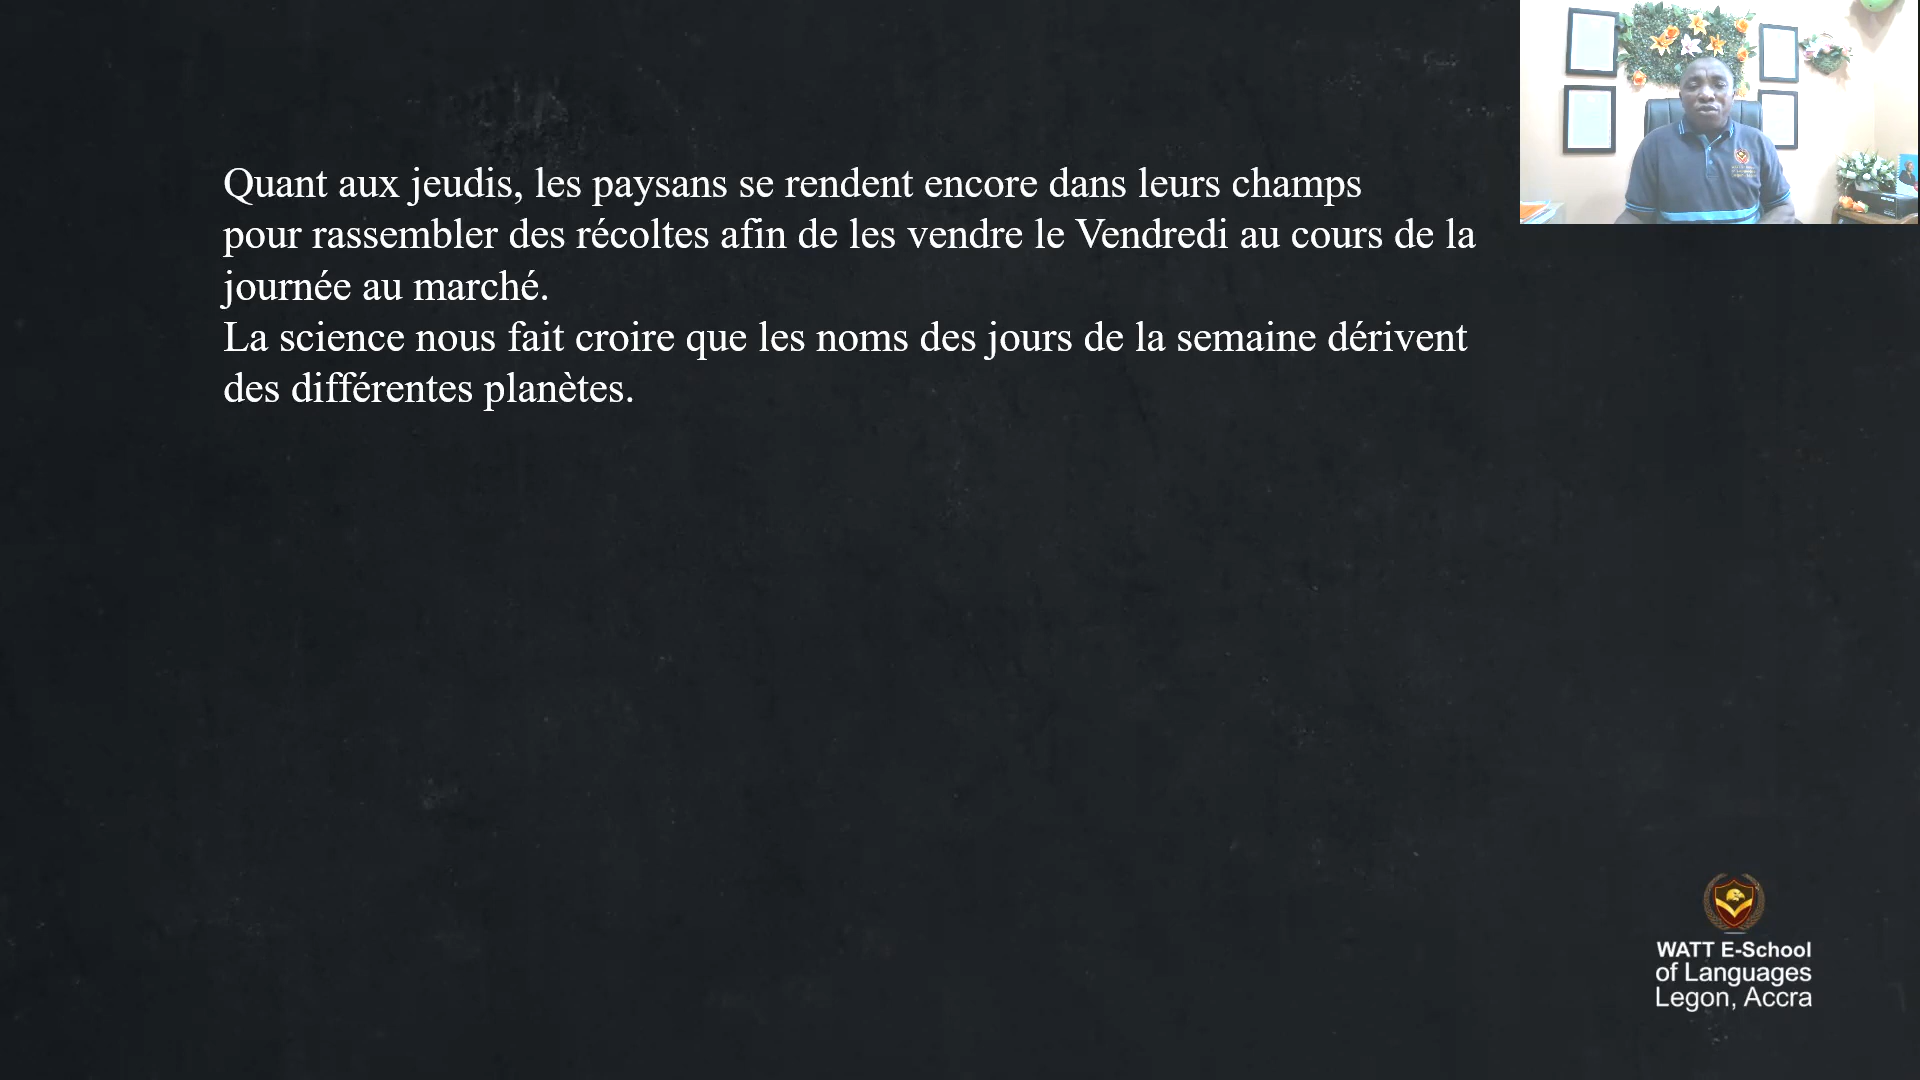 Quant aux jeudis, les paysans se rendent encore dans leurs champs
pour rassembler des récoltes afin de les vendre le Vendredi au cours de la
journée au marché.
La science nous fait croire que les noms des jours de la semaine dérivent
des différentes planètes.
WATT E-School
of Languages
Legon, Accra